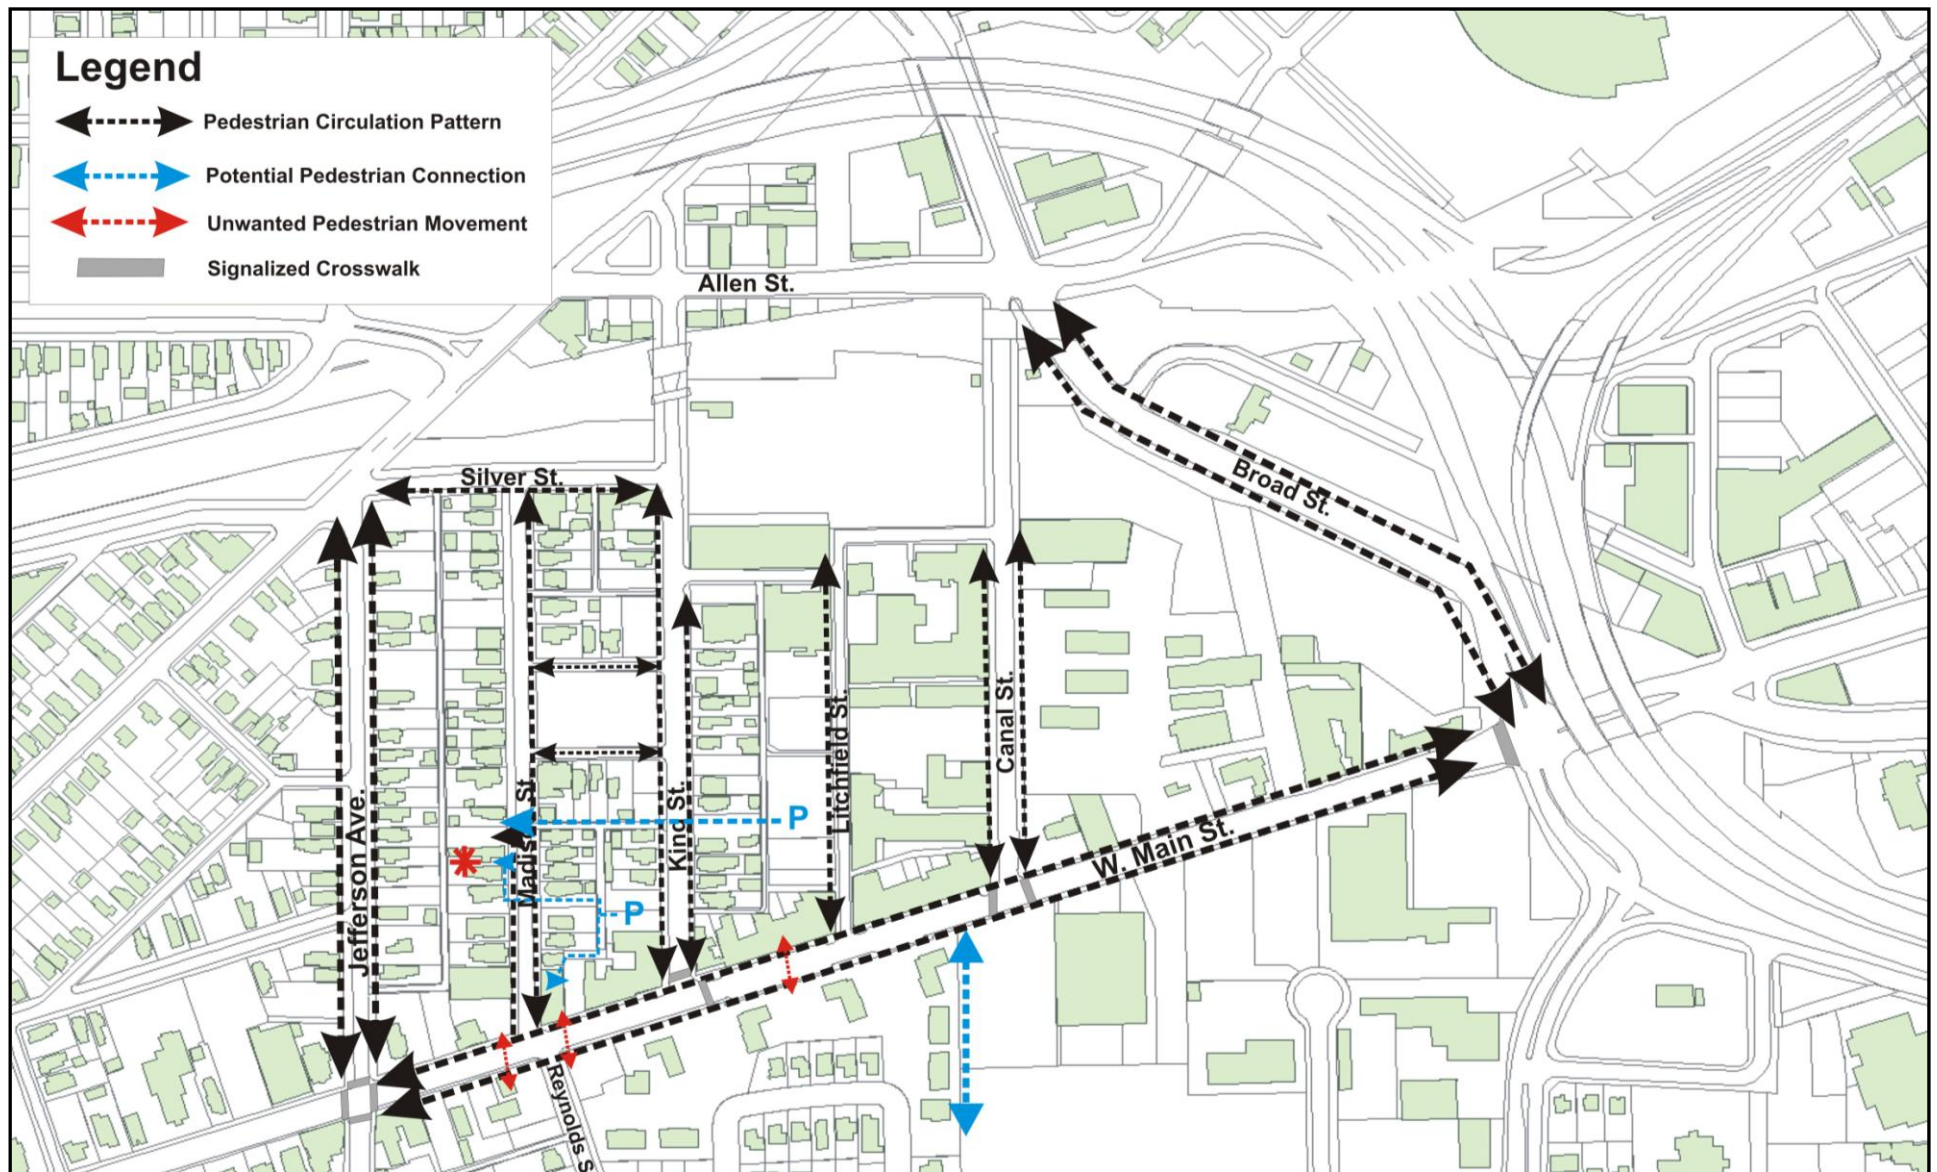 Legend
Pedestrian Circulation Pattern
Potential Pedestrian Connection
Unwanted Pedestrian Movement
Signalized Crosswalk
Allen St.
Silver St.
Broad St.
Jefferson Ave.
Madison St
King St.
Litchfield St.
Canal St.
W. Main St.
P
P
Reynolds S